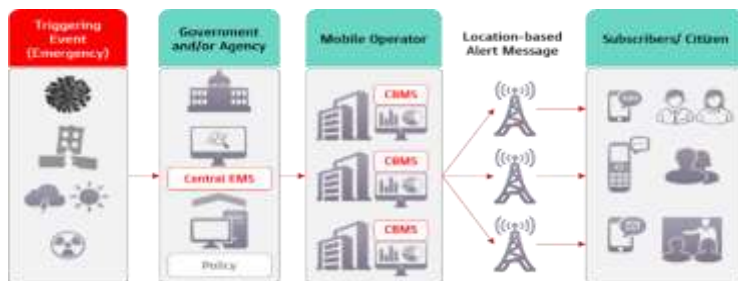 Triggering
Event
(Emergency)
Government
and/or Agency
Mobile Operator
Location-based
Alert Message
Subscribers/ Citizen
Central EMS
Policy
CBMS
CBMS
CBMS